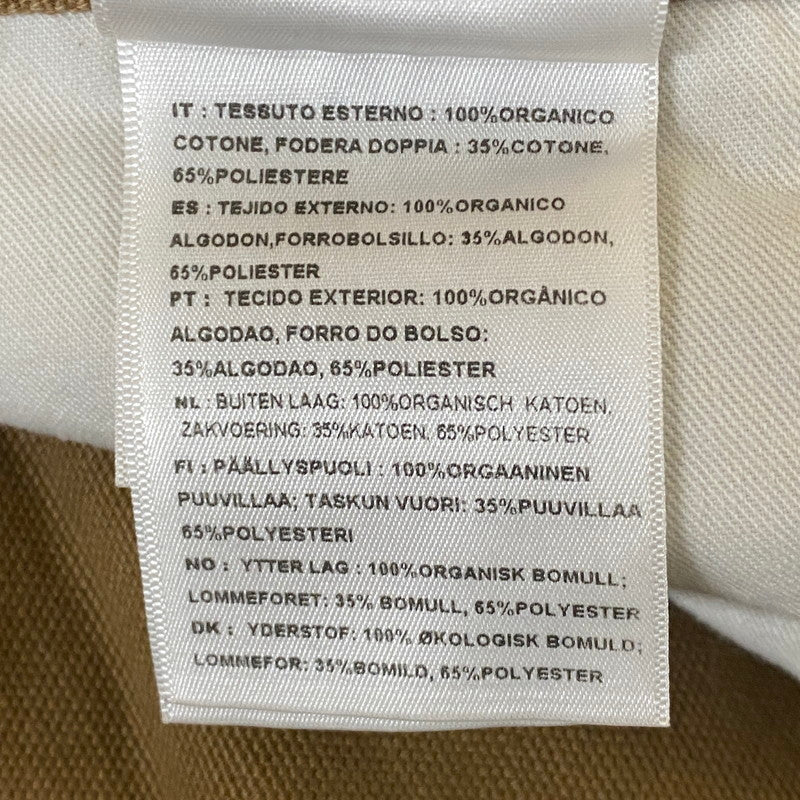 IT : TESSUTO ESTERNO : 100%ORGANICO
COTONE, FODERA DOPPIA : 35%COTONE,
65%POLIESTERE
ES : TEJIDO EXTERNO: 100%ORGANICO
ALGODON,FORROBOLSILLO: 35%ALGODON,
65%POLIESTER
PT : TECIDO EXTERIOR: 100%ORGÂNICO
ALGODAO, FORRO DO BOLSO:
35%ALGODAO, 65%POLIESTER
NL : BUITEN LAAG: 100%ORGANISCH KATOEN,
ZAKVOERING: 35%KATOEN, 65%POLYESTER
FI : PÄÄLLYSPUOLI : 100%ORGAANINEN
PUUVILLAA; TASKUN VUORI: 35%PUUVILLAA
65%POLYESTERI
NO : YTTER LAG : 100%ORGANISK BOMULL;
LOMMEFORET: 35% BOMULL, 65%POLYESTER
DK : YDERSTOF: 100% ØKOLOGISK BOMULD;
LOMMEFOR: 35%BOMILD, 65%POLYESTER